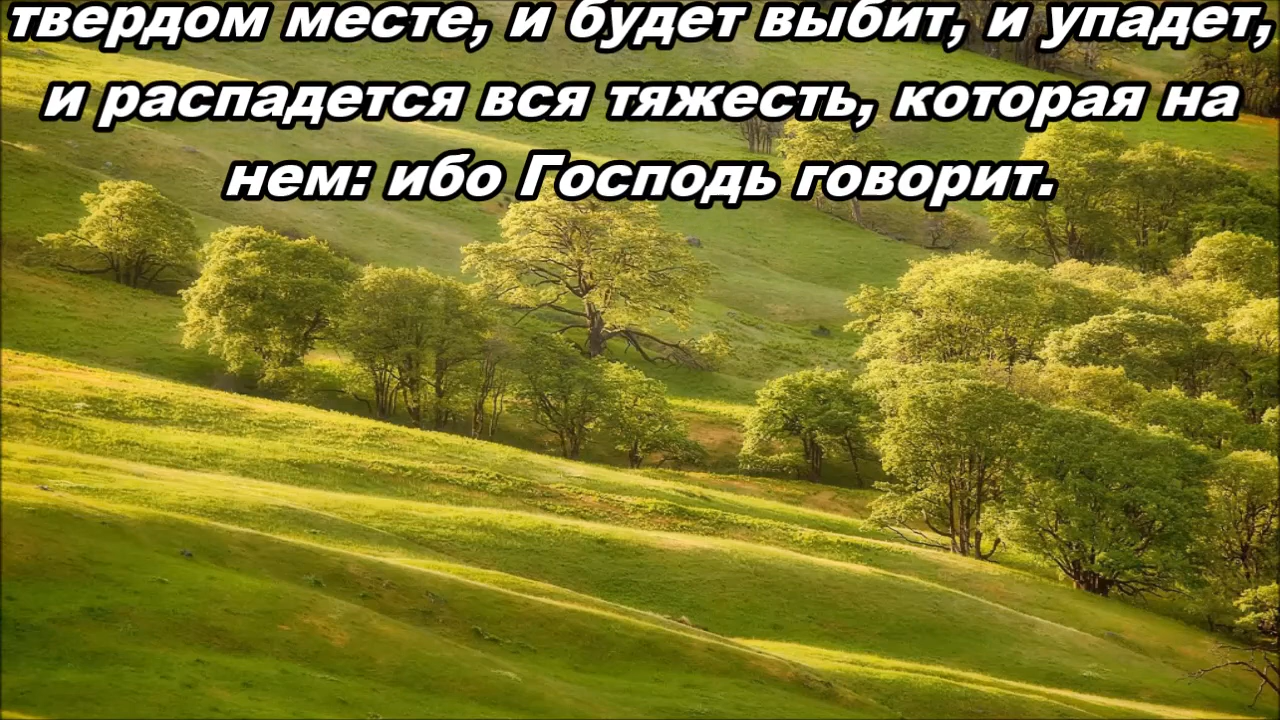 твердом месте, и будет выбит, и упадет,
и распадется вся тяжесть, которая на
нем: ибо Господь говорит.